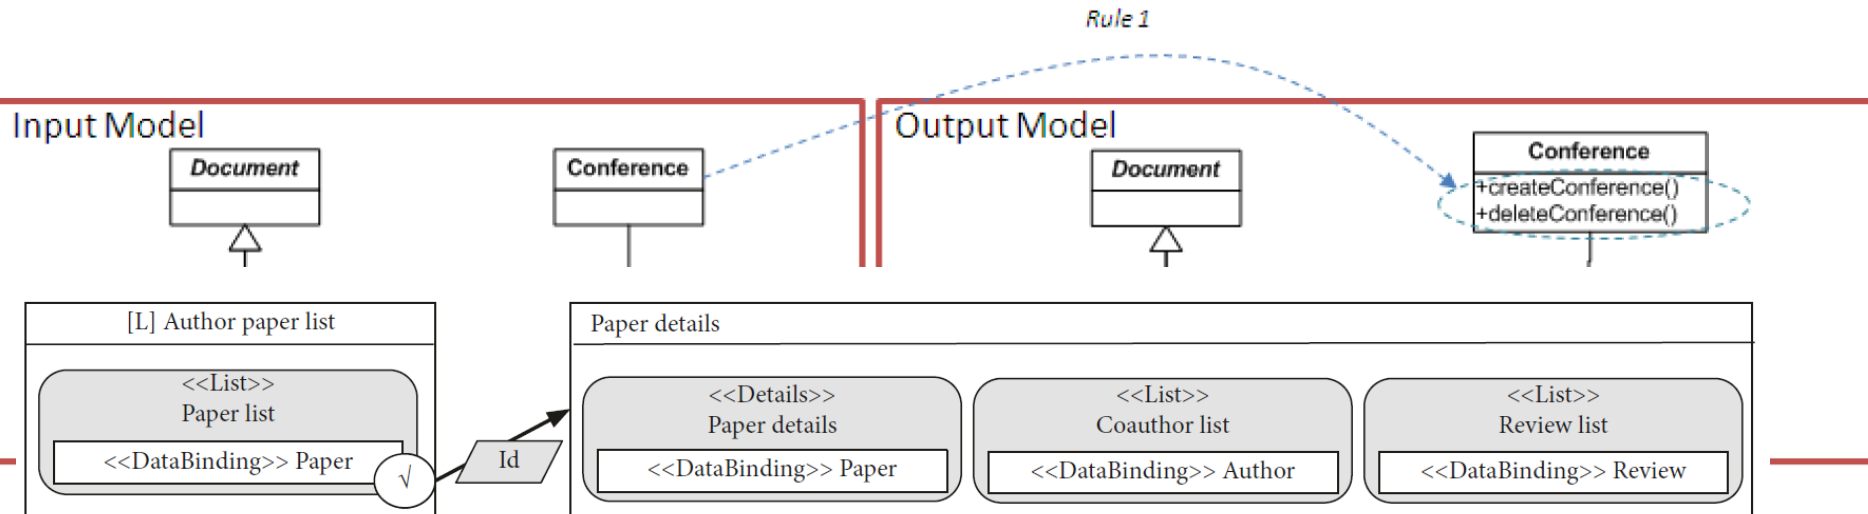 Rule 1
Input Model
Output Model
Document
Conference
Document
Conference
+createConference()
+deleteConference()
[L] Author paper list
Paper details
<<List>>
Paper list
<<DataBinding>> Paper
√
Id
<<Details>>
Paper details
<<DataBinding>> Paper
<<List>>
Coauthor list
<<DataBinding>> Author
<<List>>
Review list
<<DataBinding>> Review